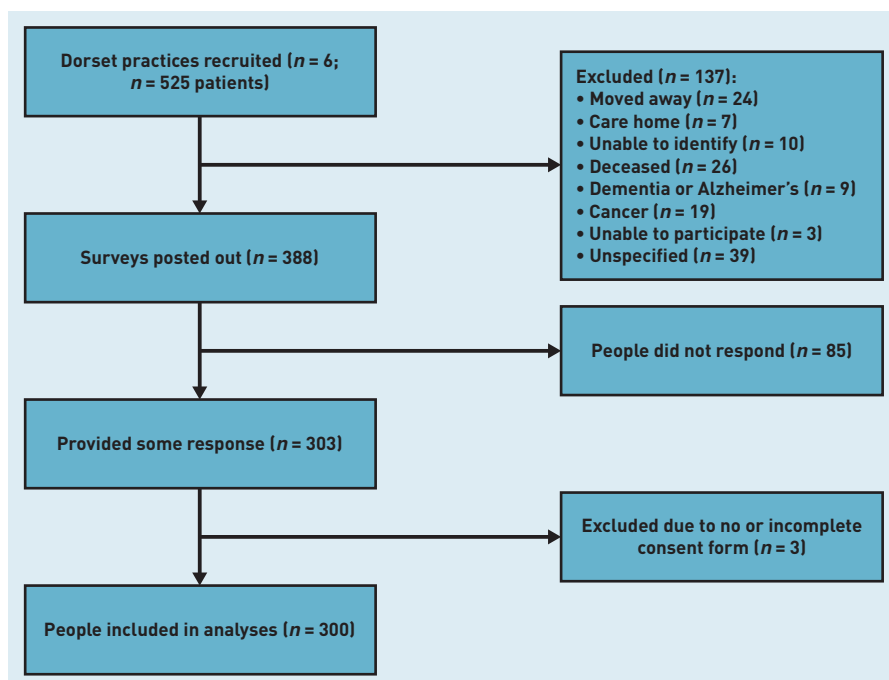 Dorset practices recruited (n = 6;
n = 525 patients)
Excluded (n = 137):
• Moved away (n = 24)
• Care home (n = 7)
• Unable to identify (n = 10)
• Deceased (n = 26)
• Dementia or Alzheimer's (n = 9)
• Cancer (n = 19)
• Unable to participate (n = 3)
• Unspecified (n = 39)
Surveys posted out (n = 388)
People did not respond (n = 85)
Provided some response (n = 303)
Excluded due to no or incomplete
consent form (n = 3)
People included in analyses (n = 300)